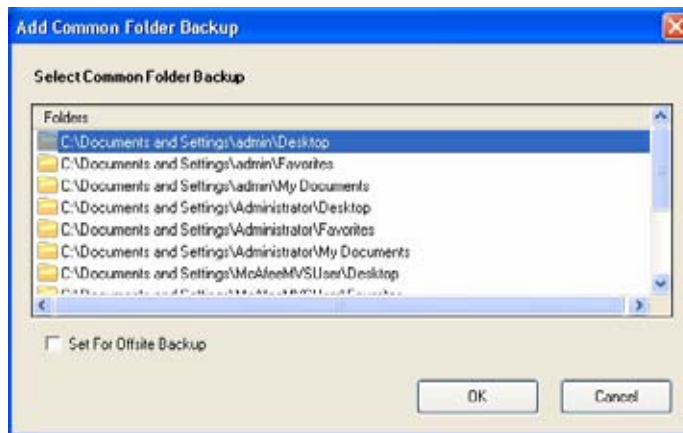 Add Common Folder Backup
Select Common Folder Backup
Folders
C:\Documents and Settings\admin\Desktop
C:\Documents and Settings\admin\Favorites
C:\Documents and Settings\admin\My Documents
C:\Documents and Settings\Administrator\Desktop
C:\Documents and Settings\Administrator\Favorites
C:\Documents and Settings\Administrator\My Documents
C:\Documents and Settings\McAfeeMVSUser\Desktop
Set For Offsite Backup
OK
Cancel